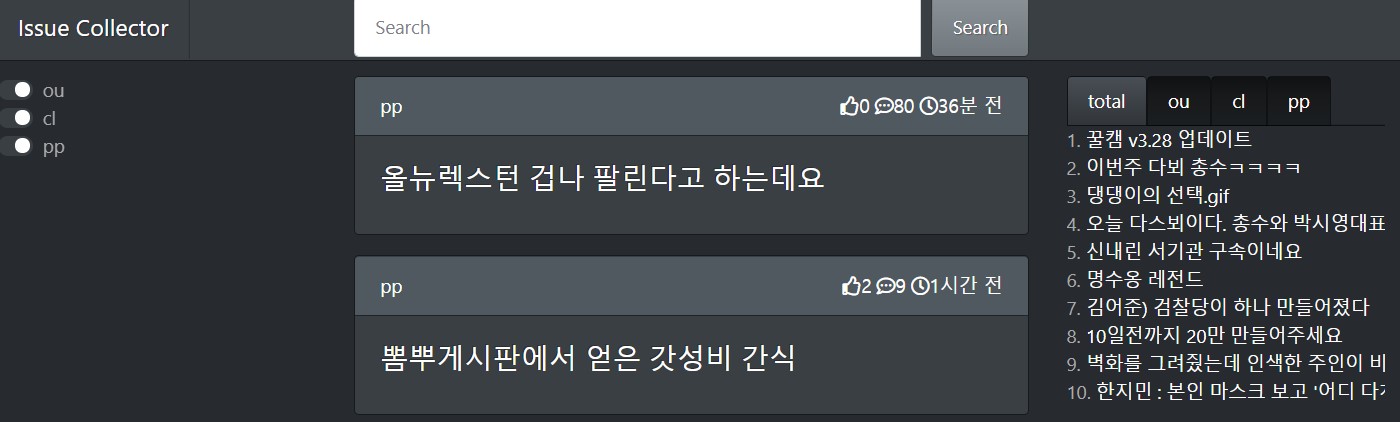 Issue Collector
Search
Search
ou
cl
pp
pp 0 80 36분 전
올뉴렉스턴 겁나 팔린다고 하는데요
pp 2 9 1시간 전
뽐뿌게시판에서 얻은 갓성비 간식
total ou cl pp
1. 꿀캠 v3.28 업데이트
2. 이번주 다뵈 총수ㅋㅋㅋㅋ
3. 댕댕이의 선택.gif
4. 오늘 다스뵈이다. 총수와 박시영대표
5. 신내린 서기관 구속이네요
6. 명수옹 레전드
7. 김어준) 검찰당이 하나 만들어졌다
8. 10일전까지 20만 만들어주세요
9. 벽화를 그려줬는데 인색한 주인이 비
10. 한지민 : 본인 마스크 보고 '어디 다